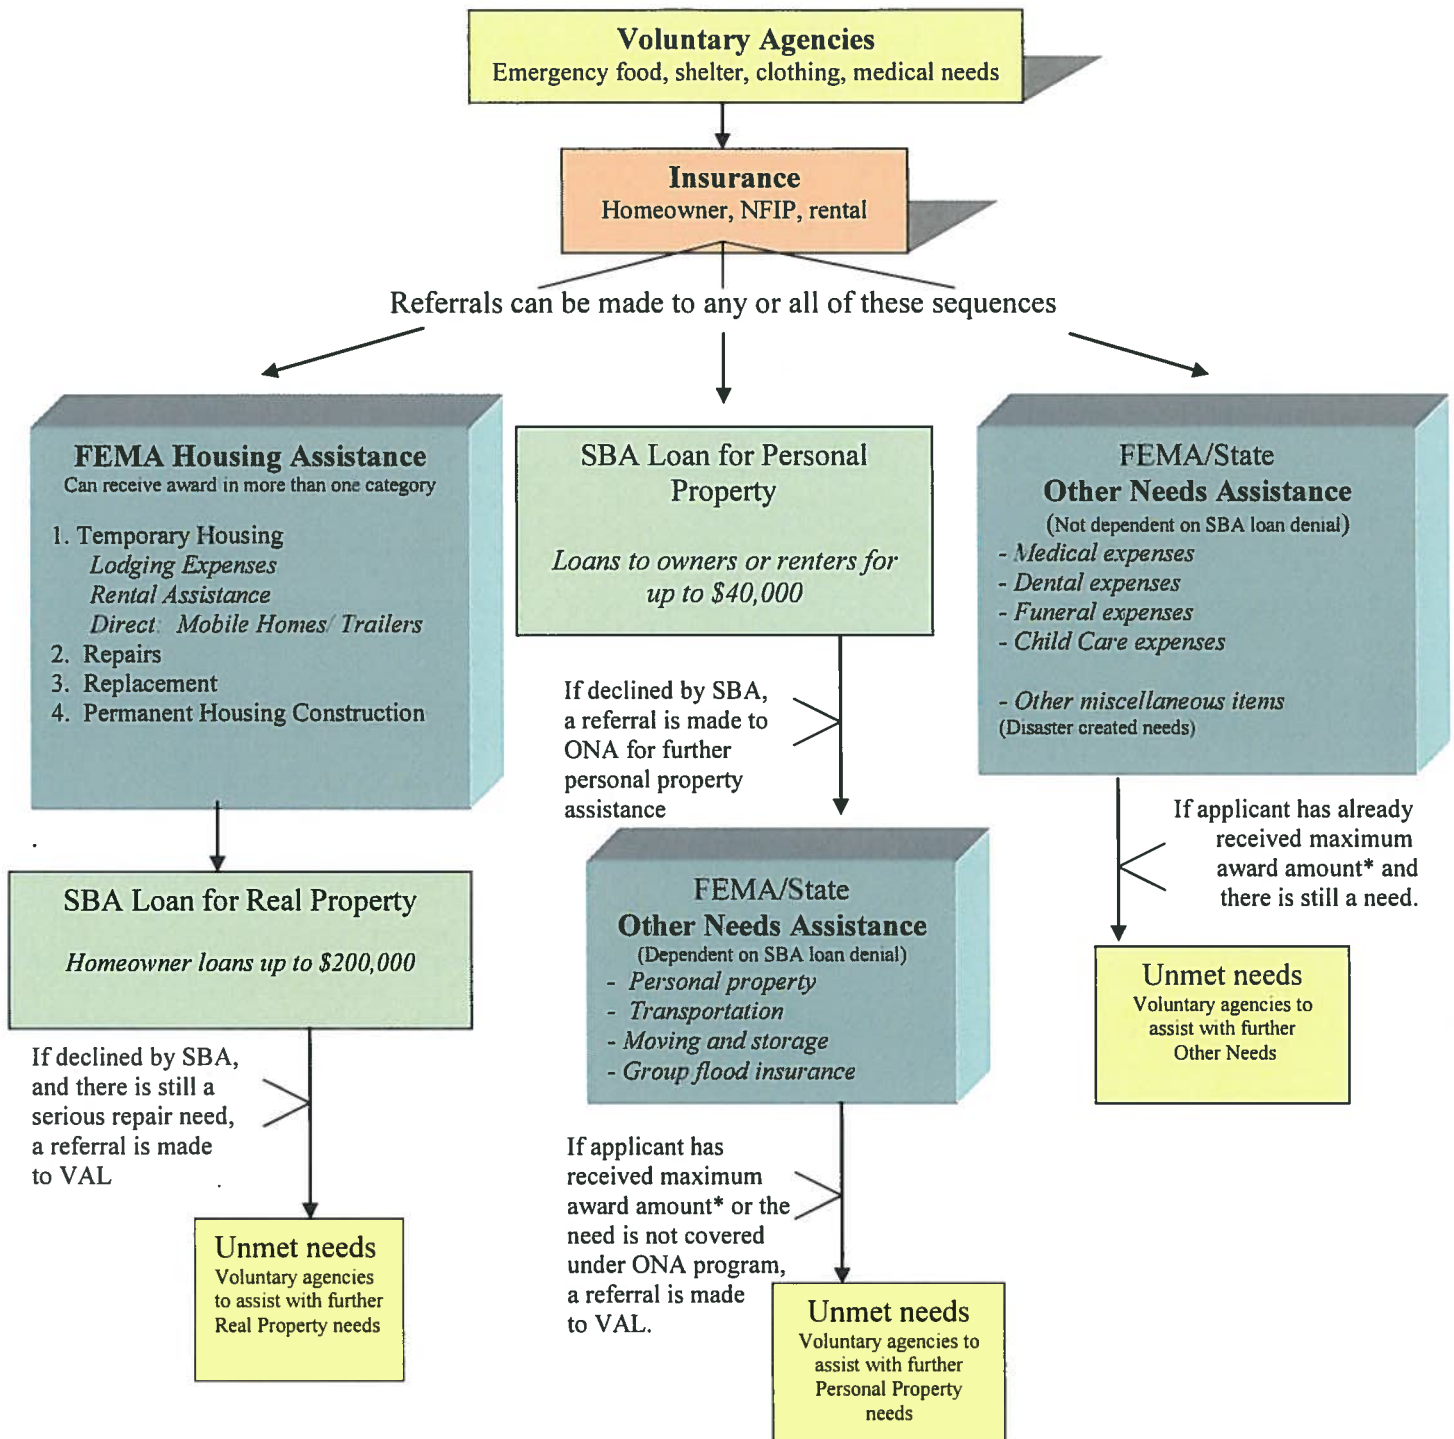 Voluntary Agencies
Emergency food, shelter, clothing, medical needs
Insurance
Homeowner, NFIP, rental
Referrals can be made to any or all of these sequences
FEMA Housing Assistance
Can receive award in more than one category
1. Temporary Housing
Lodging Expenses
Rental Assistance
Direct: Mobile Homes/ Trailers
2. Repairs
3. Replacement
4. Permanent Housing Construction
SBA Loan for Real Property
Homeowner loans up to $200,000
If declined by SBA,
and there is still a
serious repair need,
a referral is made
to VAL
Unmet needs
Voluntary agencies
to assist with further
Real Property needs
SBA Loan for Personal
Property
Loans to owners or renters for
up to $40,000
If declined by SBA,
a referral is made to
ONA for further
personal property
assistance
FEMA/State
Other Needs Assistance
(Dependent on SBA loan denial)
- Personal property
- Transportation
- Moving and storage
- Group flood insurance
If applicant has
received maximum
award amount* or the
need is not covered
under ONA program,
a referral is made
to VAL.
Unmet needs
Voluntary agencies to
assist with further
Personal Property
needs
FEMA/State
Other Needs Assistance
(Not dependent on SBA loan denial)
- Medical expenses
- Dental expenses
- Funeral expenses
- Child Care expenses
- Other miscellaneous items
(Disaster created needs)
If applicant has already
received maximum
award amount* and
there is still a need.
Unmet needs
Voluntary agencies to
assist with further
Other Needs